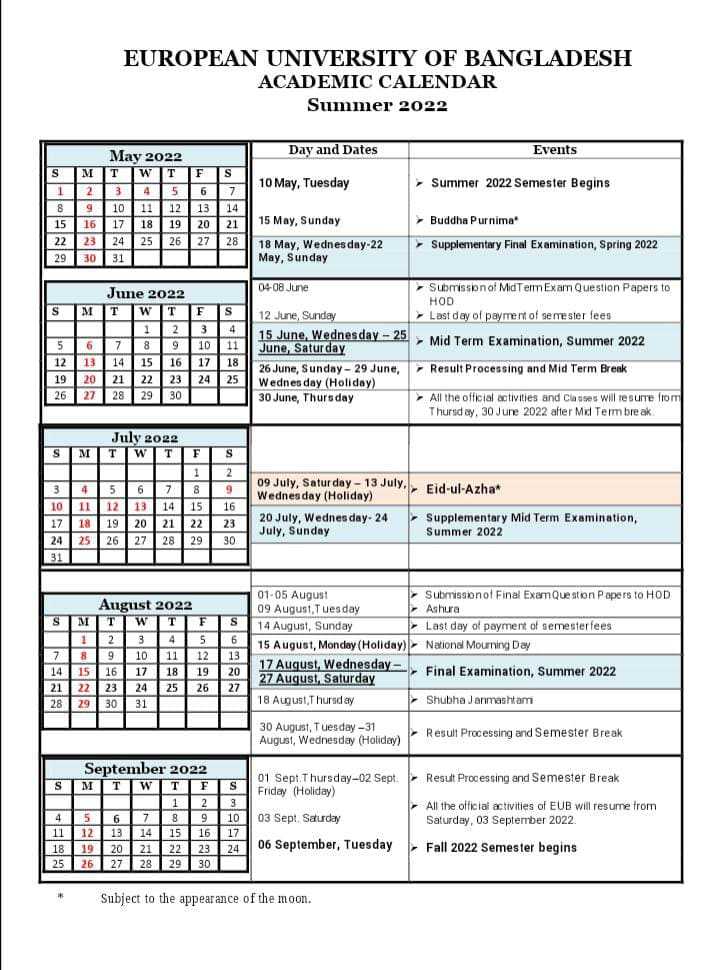 EUROPEAN UNIVERSITY OF BANGLADESH
ACADEMIC CALENDAR
Summer 2022
Day and Dates Events
May 2022
S M T W T F S
1 2 3 4 5 6 7
8 9 10 11 12 13 14
15 16 17 18 19 20 21
22 23 24 25 26 27 28
29 30 31
10 May, Tuesday ➢ Summer 2022 Semester Begins
15 May, Sunday ➢ Buddha Purnima*
18 May, Wednesday-22 ➢ Supplementary Final Examination, Spring 2022
May, Sunday
June 2022
S M T W T F S
1 2 3 4
5 6 7 8 9 10 11
12 13 14 15 16 17 18
19 20 21 22 23 24 25
26 27 28 29 30
04-08 June ➢ Submission of MidTerm Exam Question Papers to
HOD
12 June, Sunday ➢ Last day of payment of semester fees
15 June, Wednesday – 25 ➢ Mid Term Examination, Summer 2022
June, Saturday
26 June, Sunday – 29 June, ➢ Result Processing and Mid Term Break
Wednesday (Holiday)
30 June, Thursday ➢ All the official activities and Classes will resume from
Thursday, 30 June 2022 after Mid Term break.
July 2022
S M T W T F S
1 2
3 4 5 6 7 8 9
10 11 12 13 14 15 16
17 18 19 20 21 22 23
24 25 26 27 28 29 30
31
09 July, Saturday – 13 July, ➢ Eid-ul-Azha*
Wednesday (Holiday)
20 July, Wednesday- 24 ➢ Supplementary Mid Term Examination,
July, Sunday Summer 2022
August 2022
S M T W T F S
1 2 3 4 5 6
7 8 9 10 11 12 13
14 15 16 17 18 19 20
21 22 23 24 25 26 27
28 29 30 31
01-05 August ➢ Submission of Final Exam Question Papers to HOD
09 August,Tuesday ➢ Ashura
14 August, Sunday ➢ Last day of payment of semester fees
15 August, Monday (Holiday) ➢ National Mourning Day
17 August, Wednesday – ➢ Final Examination, Summer 2022
27 August, Saturday
18 August,Thursday ➢ Shubha Janmashtami
30 August, Tuesday –31 ➢ Result Processing and Semester Break
August, Wednesday (Holiday)
September 2022
S M T W T F S
1 2 3
4 5 6 7 8 9 10
11 12 13 14 15 16 17
18 19 20 21 22 23 24
25 26 27 28 29 30
01 Sept.Thursday–02 Sept. ➢ Result Processing and Semester Break
Friday (Holiday)
03 Sept. Saturday ➢ All the official activities of EUB will resume from
Saturday, 03 September 2022.
06 September, Tuesday ➢ Fall 2022 Semester begins
* Subject to the appearance of the moon.